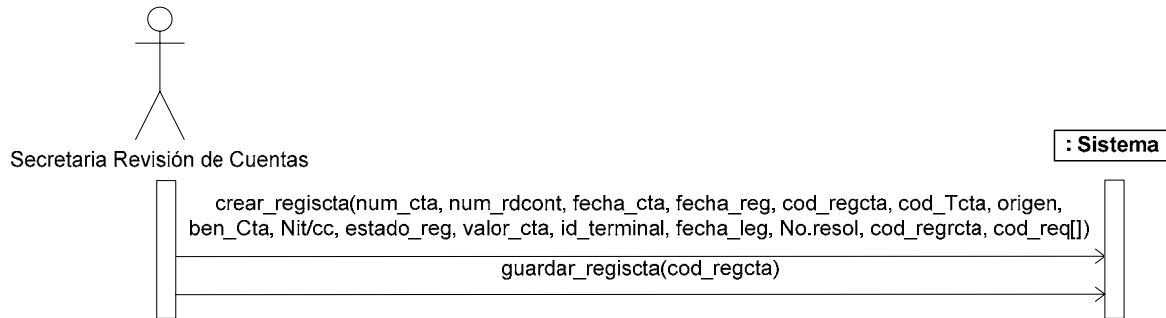 Secretaria Revisión de Cuentas
: Sistema
crear_regiscta(num_cta, num_rdcont, fecha_cta, fecha_reg, cod_regcta, cod_Tcta, origen,
ben_Cta, Nit/cc, estado_reg, valor_cta, id_terminal, fecha_leg, No.resol, cod_regrcta, cod_req[])
guardar_regiscta(cod_regcta)